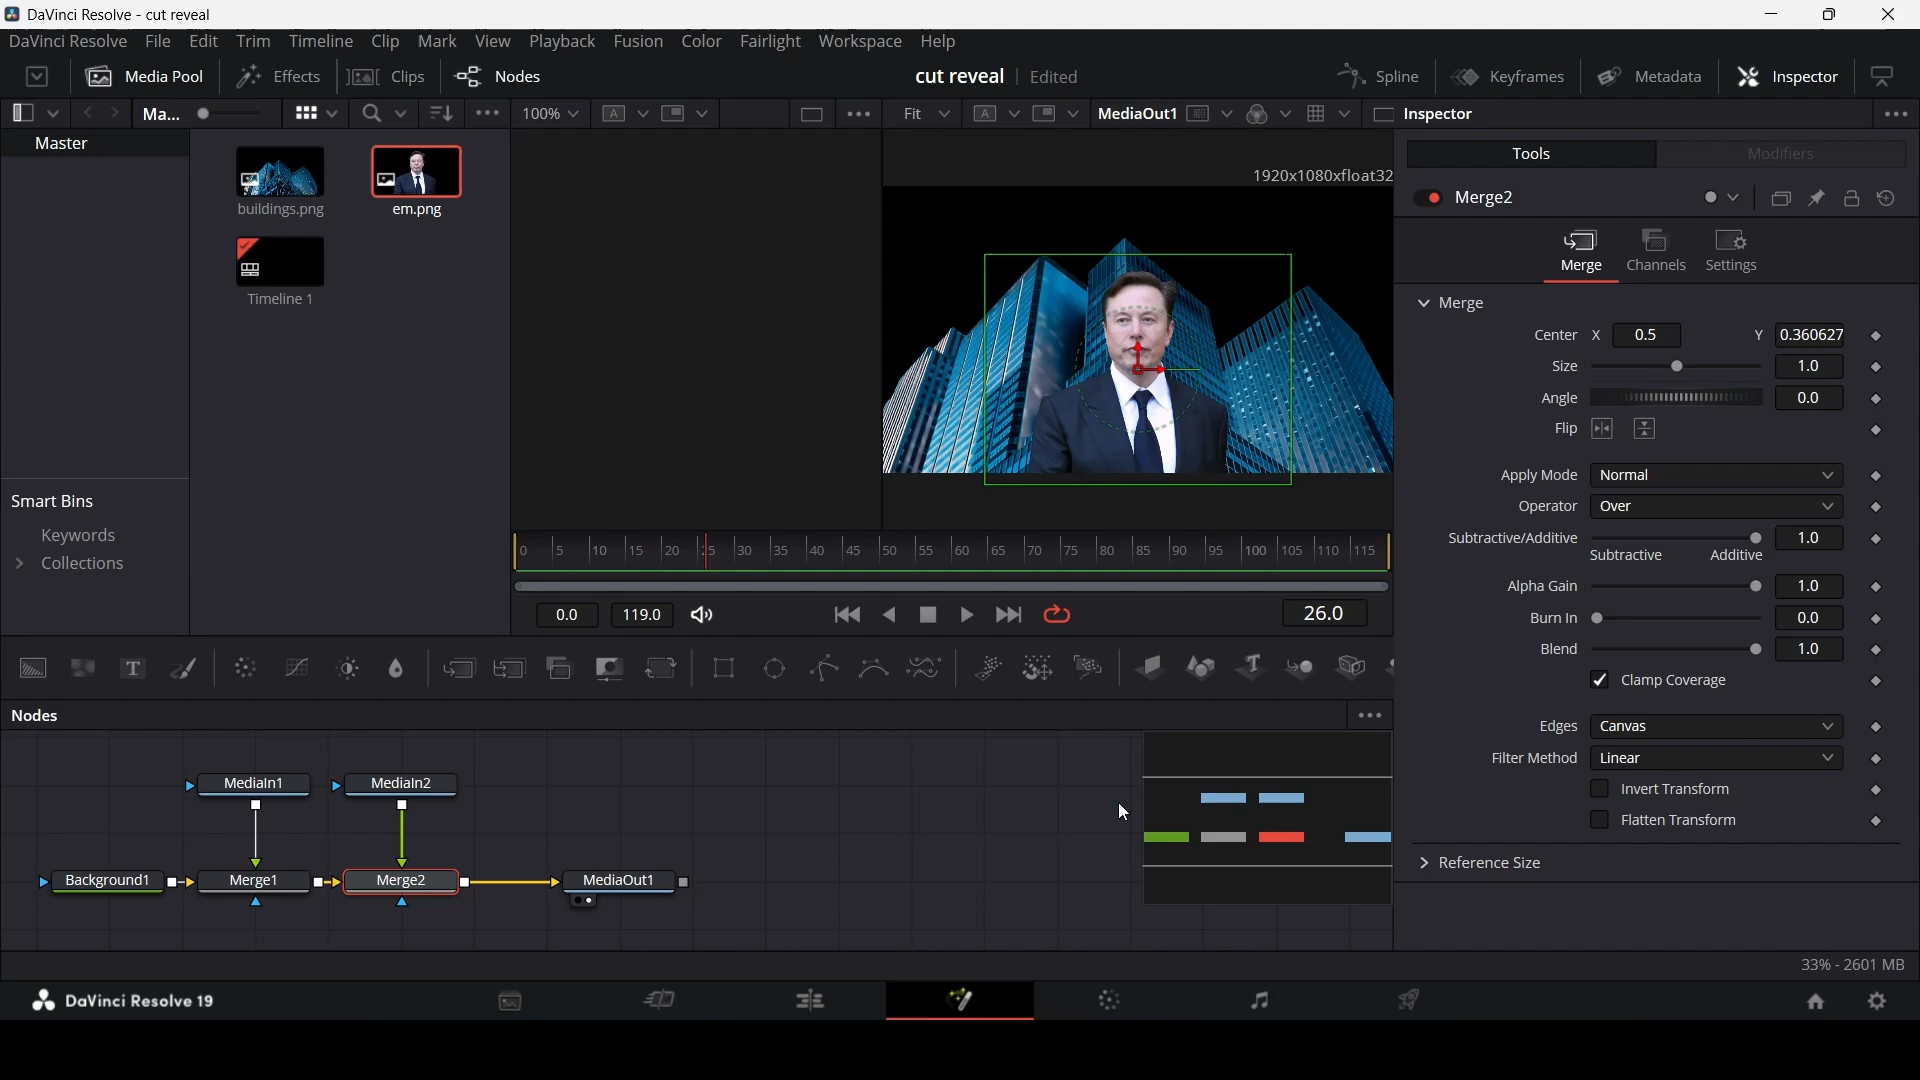 DaVinci Resolve - cut reveal
DaVinci Resolve File Edit Trim Timeline Clip Mark View Playback Fusion Color Fairlight Workspace Help
Media Pool Effects Clips Nodes cut reveal Edited Spline Keyframes Metadata Inspector
Ma... 100% A Fit A MediaOut1 Inspector
Master
buildings.png em.png
Timeline 1
1920x1080xfloat32
Tools Modifiers
Merge2
Merge Channels Settings
Merge
Center X 0.5 Y 0.360627
Size 1.0
Angle 0.0
Flip
Apply Mode Normal
Operator Over
Subtractive/Additive 1.0
Subtractive Additive
Alpha Gain 1.0
Burn In 0.0
Blend 1.0
Clamp Coverage
Edges Canvas
Filter Method Linear
Invert Transform
Flatten Transform
Reference Size
Smart Bins
Keywords
Collections
0 5 10 15 20 25 30 35 40 45 50 55 60 65 70 75 80 85 90 95 100 105 110 115
0.0 119.0 26.0
T T
Nodes
MediaIn1 MediaIn2
Background1 Merge1 Merge2 MediaOut1
33% - 2601 MB
DaVinci Resolve 19